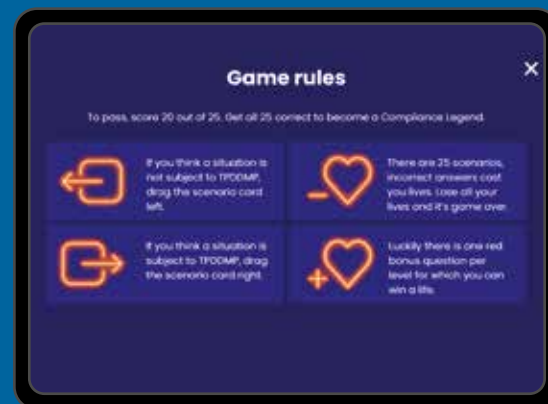 Game rules
To pass, score 20 out of 25. Get all 25 correct to become a Compliance Legend.
If you think a situation is
not subject to TPDDMP,
drag the scenario card
left.
There are 25 scenarios,
incorrect answers cost
you lives. Lose all your
lives and it's game over.
If you think a situation is
subject to TPDDMP, drag
the scenario card right.
Luckily there is one red
bonus question per
level for which you can
win a life.